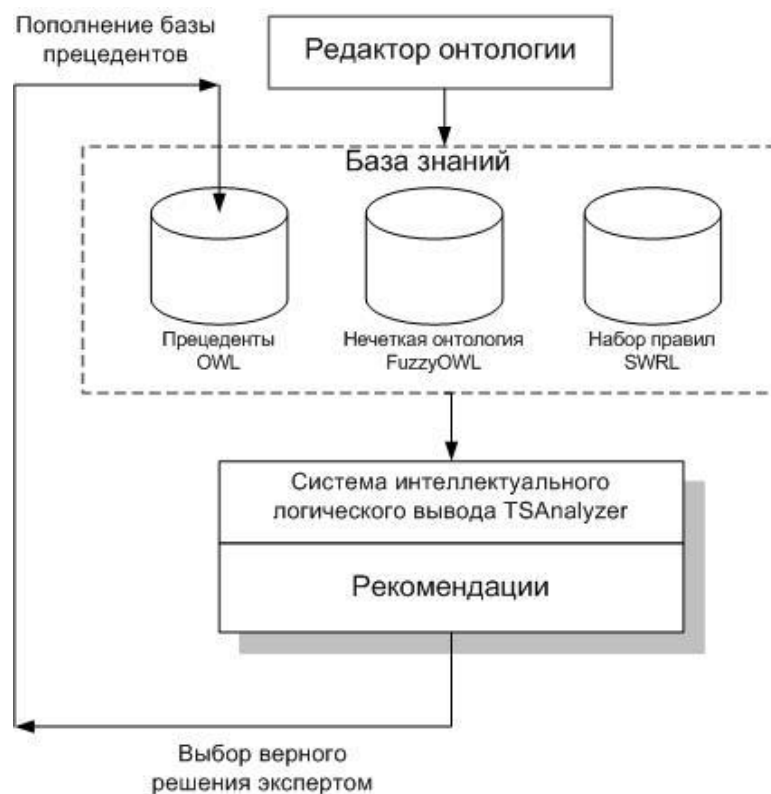 Пополнение базы
прецедентов
Редактор онтологии
База знаний
Прецеденты
OWL
Нечеткая онтология
FuzzyOWL
Набор правил
SWRL
Система интеллектуального
логического вывода TSAnalyzer
Рекомендации
Выбор верного
решения экспертом